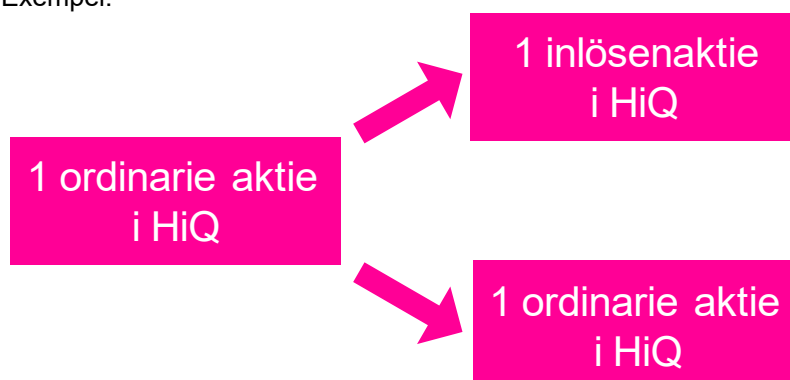 Exempel:
1 inlösenaktie
i HiQ
1 ordinarie aktie
i HiQ
1 ordinarie aktie
i HiQ